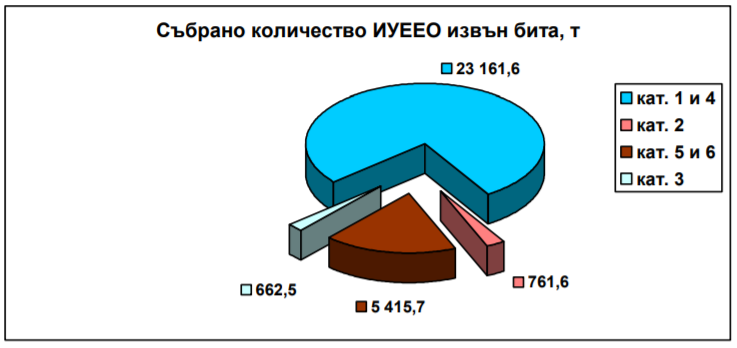 Събрано количество ИУЕЕО извън бита, т
23 161,6
кат. 1 и 4
кат. 2
кат. 5 и 6
кат. 3
761,6
662,5
5 415,7